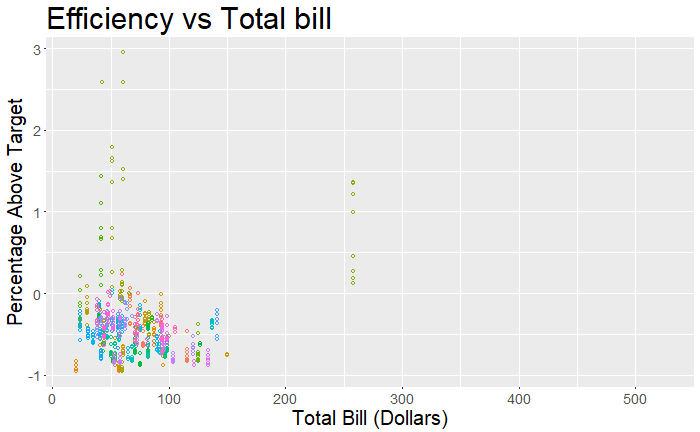 Efficiency vs Total bill
Percentage Above Target
3
2
1
0
-1
0 100 200 300 400 500
Total Bill (Dollars)